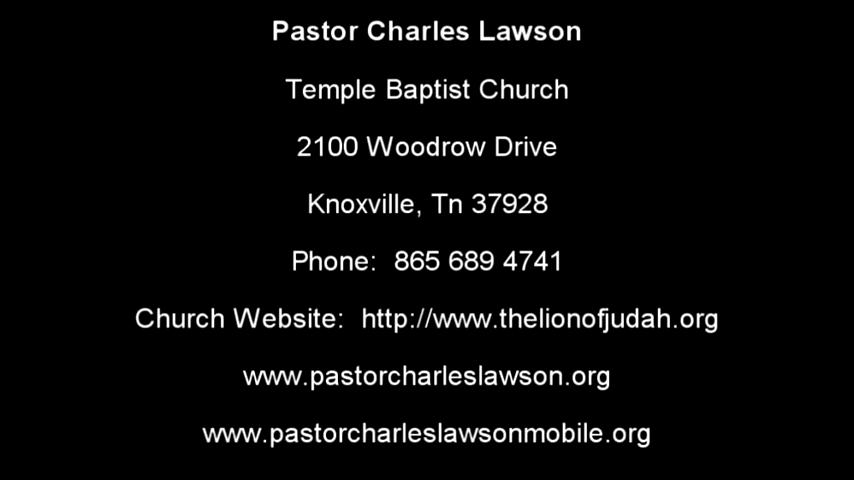 Pastor Charles Lawson
Temple Baptist Church
2100 Woodrow Drive
Knoxville, Tn 37928
Phone:  865 689 4741
Church Website:  http://www.thelionofjudah.org
www.pastorcharleslawson.org
www.pastorcharleslawsonmobile.org